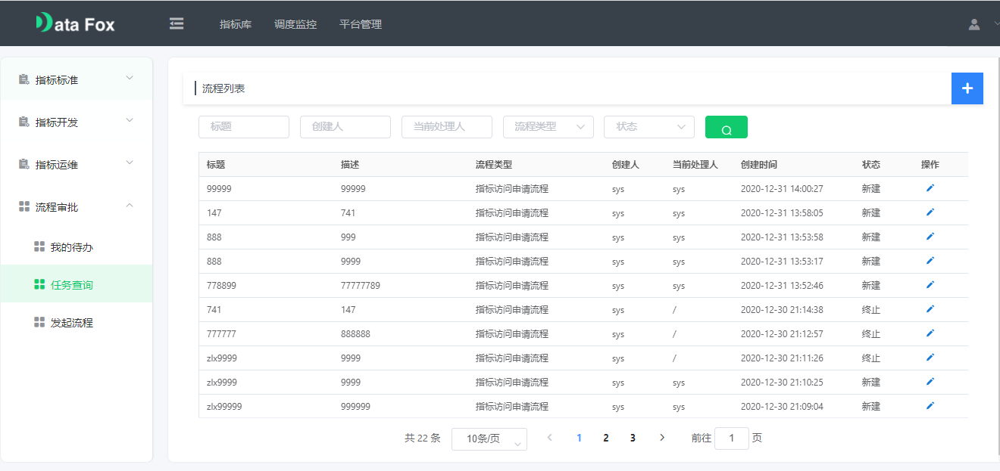 Data Fox 指标库 调度监控 平台管理
指标标准
指标开发
指标运维
流程审批
我的待办
任务查询
发起流程
流程列表 +
标题 创建人 当前处理人 流程类型 状态
标题 描述 流程类型 创建人 当前处理人 创建时间 状态 操作
99999 99999 指标访问申请流程 sys sys 2020-12-31 14:00:27 新建
147 741 指标访问申请流程 sys sys 2020-12-31 13:58:05 新建
888 999 指标访问申请流程 sys sys 2020-12-31 13:53:58 新建
888 9999 指标访问申请流程 sys sys 2020-12-31 13:53:17 新建
778899 77777789 指标访问申请流程 sys sys 2020-12-31 13:52:46 新建
741 147 指标访问申请流程 sys / 2020-12-30 21:14:38 终止
777777 888888 指标访问申请流程 sys / 2020-12-30 21:12:57 终止
zlx9999 9999 指标访问申请流程 sys / 2020-12-30 21:11:26 终止
zlx9999 9999 指标访问申请流程 sys sys 2020-12-30 21:10:25 新建
zlx99999 999999 指标访问申请流程 sys sys 2020-12-30 21:09:04 新建
共 22 条 10条/页 1 2 3 前往 1 页